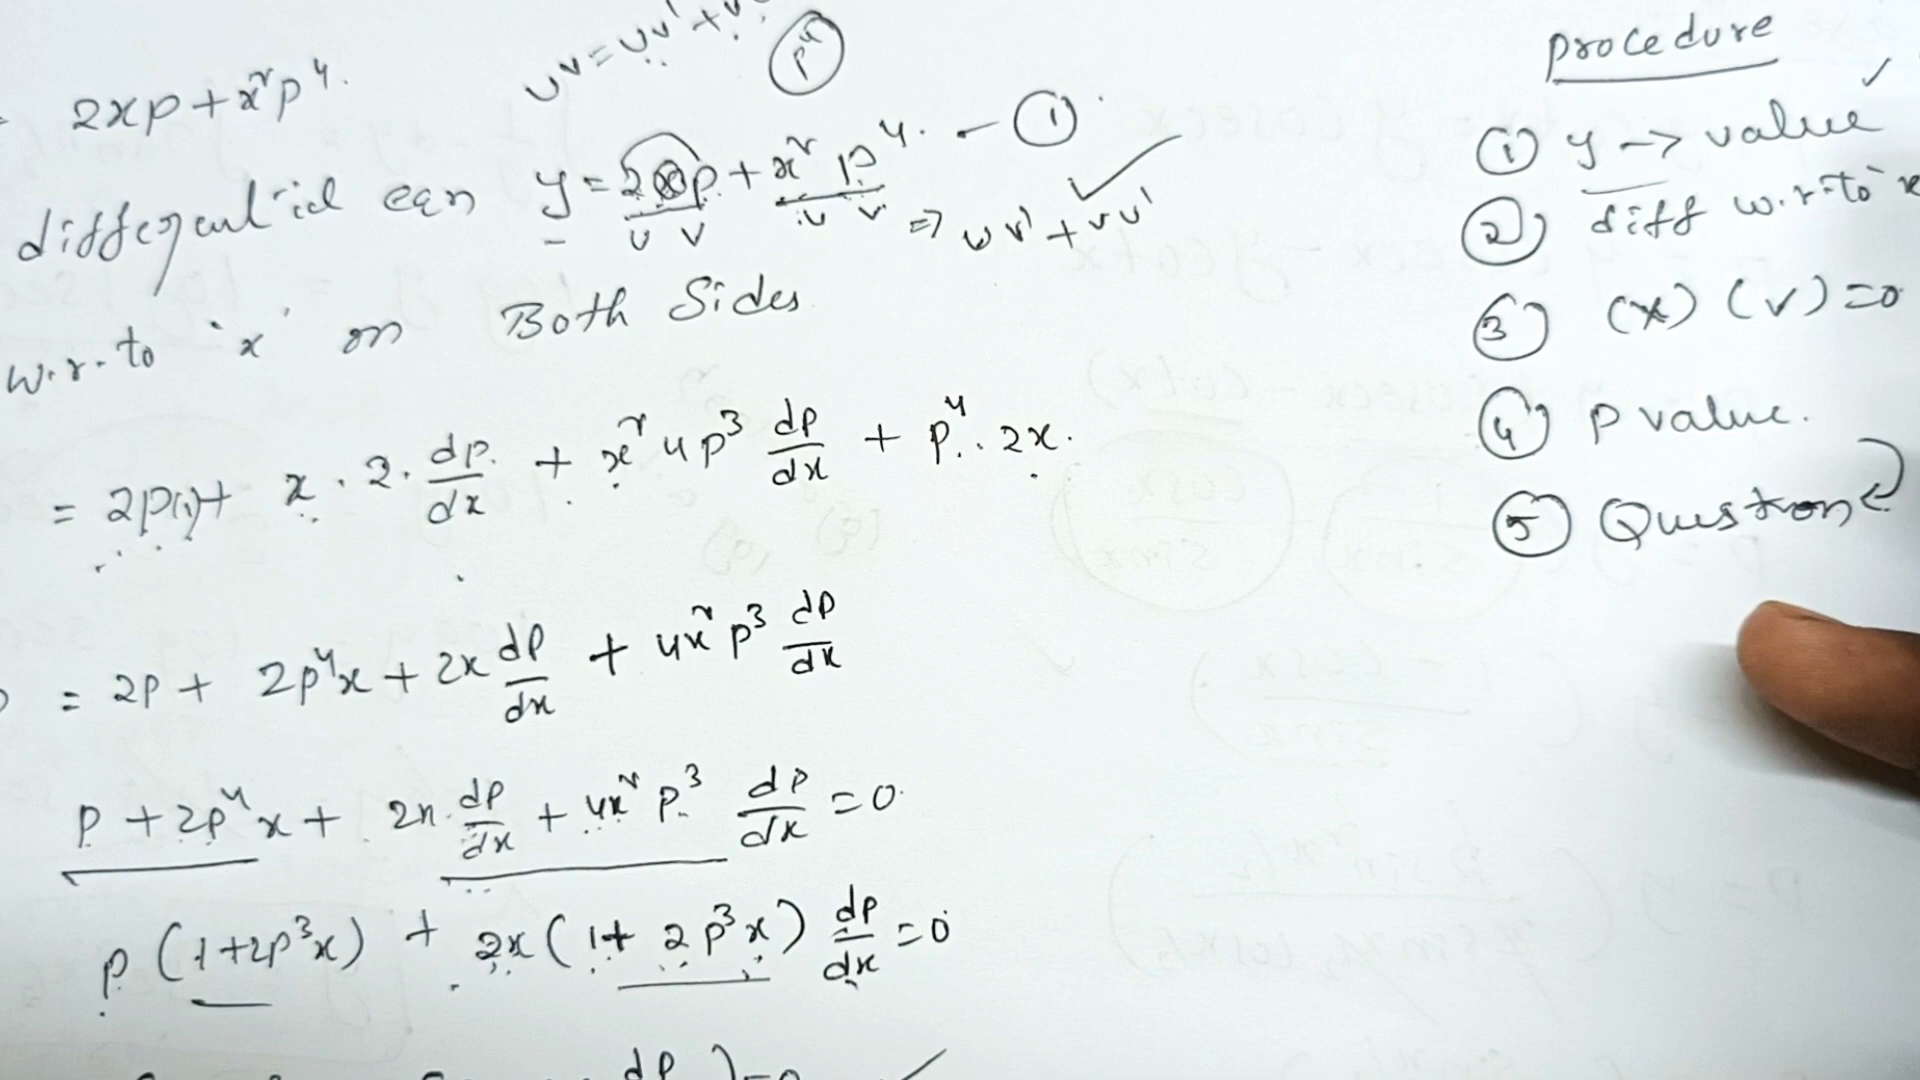 2xp + x²p⁴.
uv = uv' +
p⁴
differential eqn y = 2xp + x²p⁴. - ①
u v u v ⇒ uv' + vu'
w.r.to 'x' on Both Sides
= 2p(1) + x . 2 . dp/dx + x² 4p³ dp/dx + p⁴ . 2x.
= 2p + 2p⁴x + 2x dp/dx + 4x² p³ dp/dx
p + 2p⁴x + 2x dp/dx + 4x² p³ dp/dx = 0
p (1 + 2p³x) + 2x (1 + 2p³x) dp/dx = 0
dp ) = 0 ✓
Procedure
① y → value ✓
② diff w.r.to x
③ (x) (v) = 0
④ p value.
⑤ Question